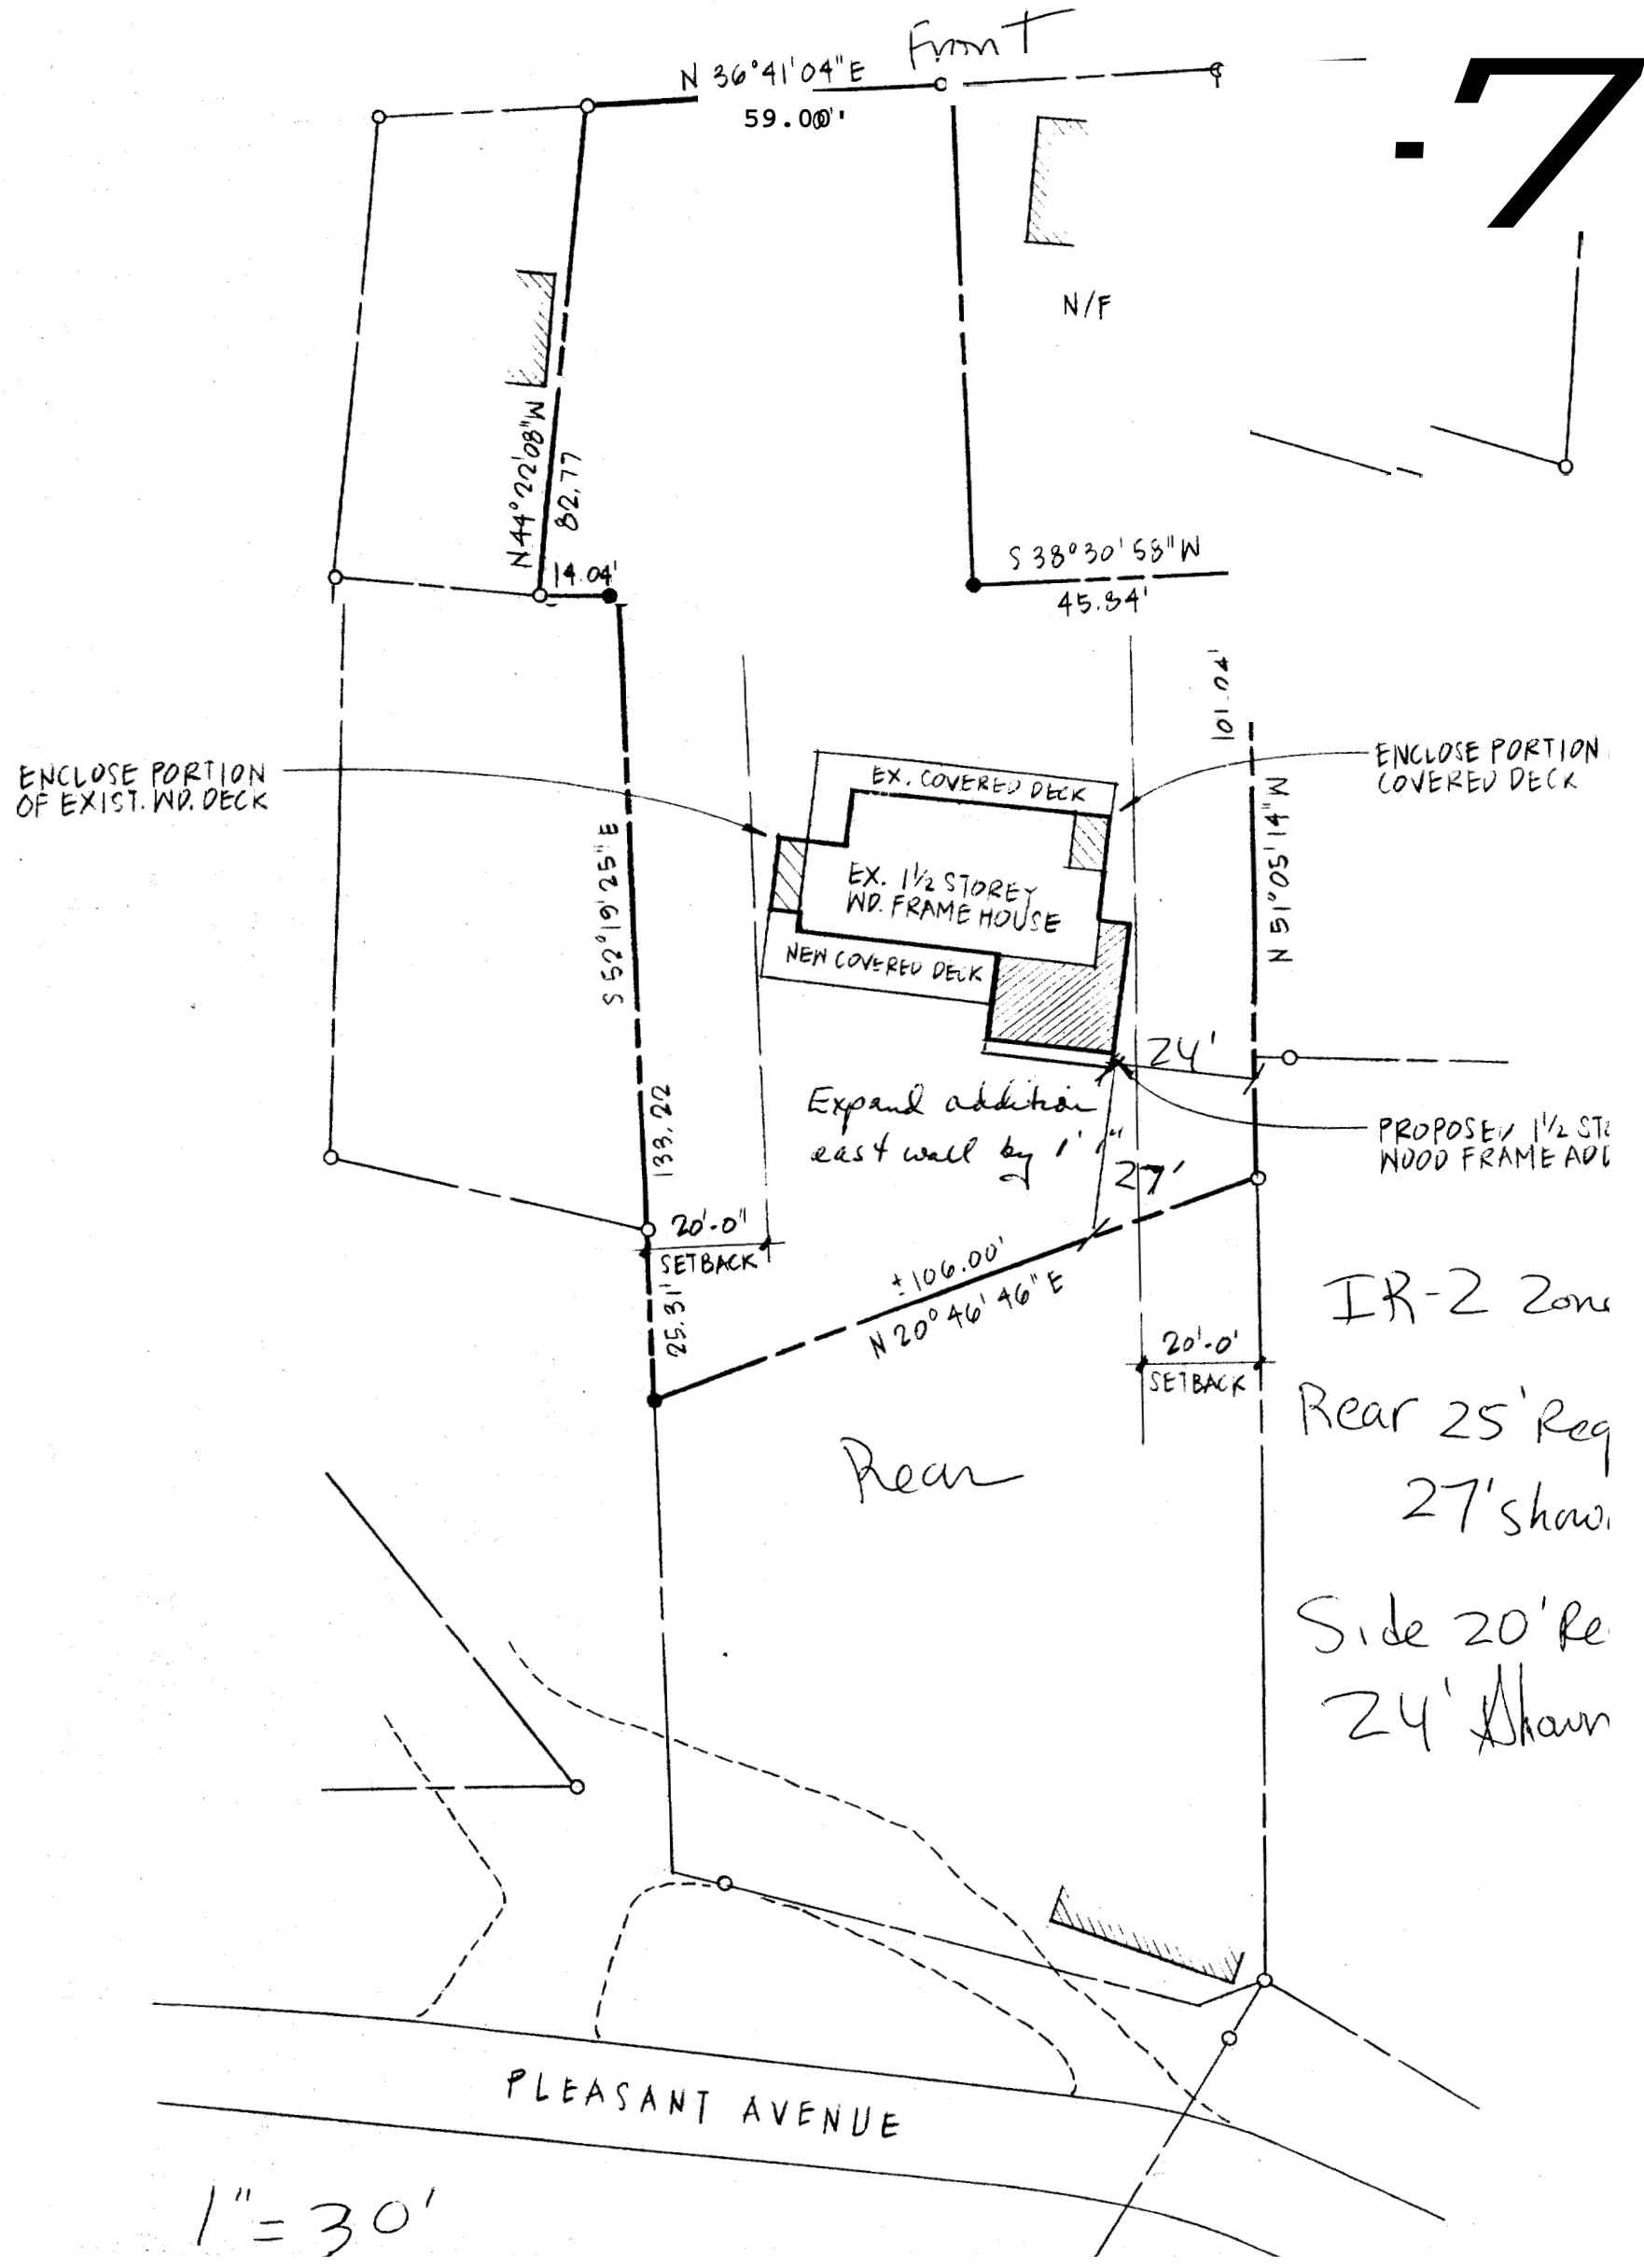 Front
N 36°41'04"E
59.00'
-7
N/F
N44°22'08"W
82.77
14.04'
S 38°30'58"W
45.84'
101.04'
ENCLOSE PORTION
OF EXIST. WD. DECK
ENCLOSE PORTION
COVERED DECK
EX. COVERED DECK
N 51°05'14" W
S 52°19'25" E
EX. 1½ STOREY
WD. FRAME HOUSE
NEW COVERED DECK
24'
Expand addition
east wall by 1'
27'
PROPOSED 1½ STO
WOOD FRAME ADD
133.22
20'-0"
SETBACK
25.31'
±106.00'
N 20°46'46" E
20'-0'
SETBACK
IR-2 Zone
Rear 25' Req
27' shown
Rear
Side 20' Re
24' Shown
PLEASANT AVENUE
1" = 30'